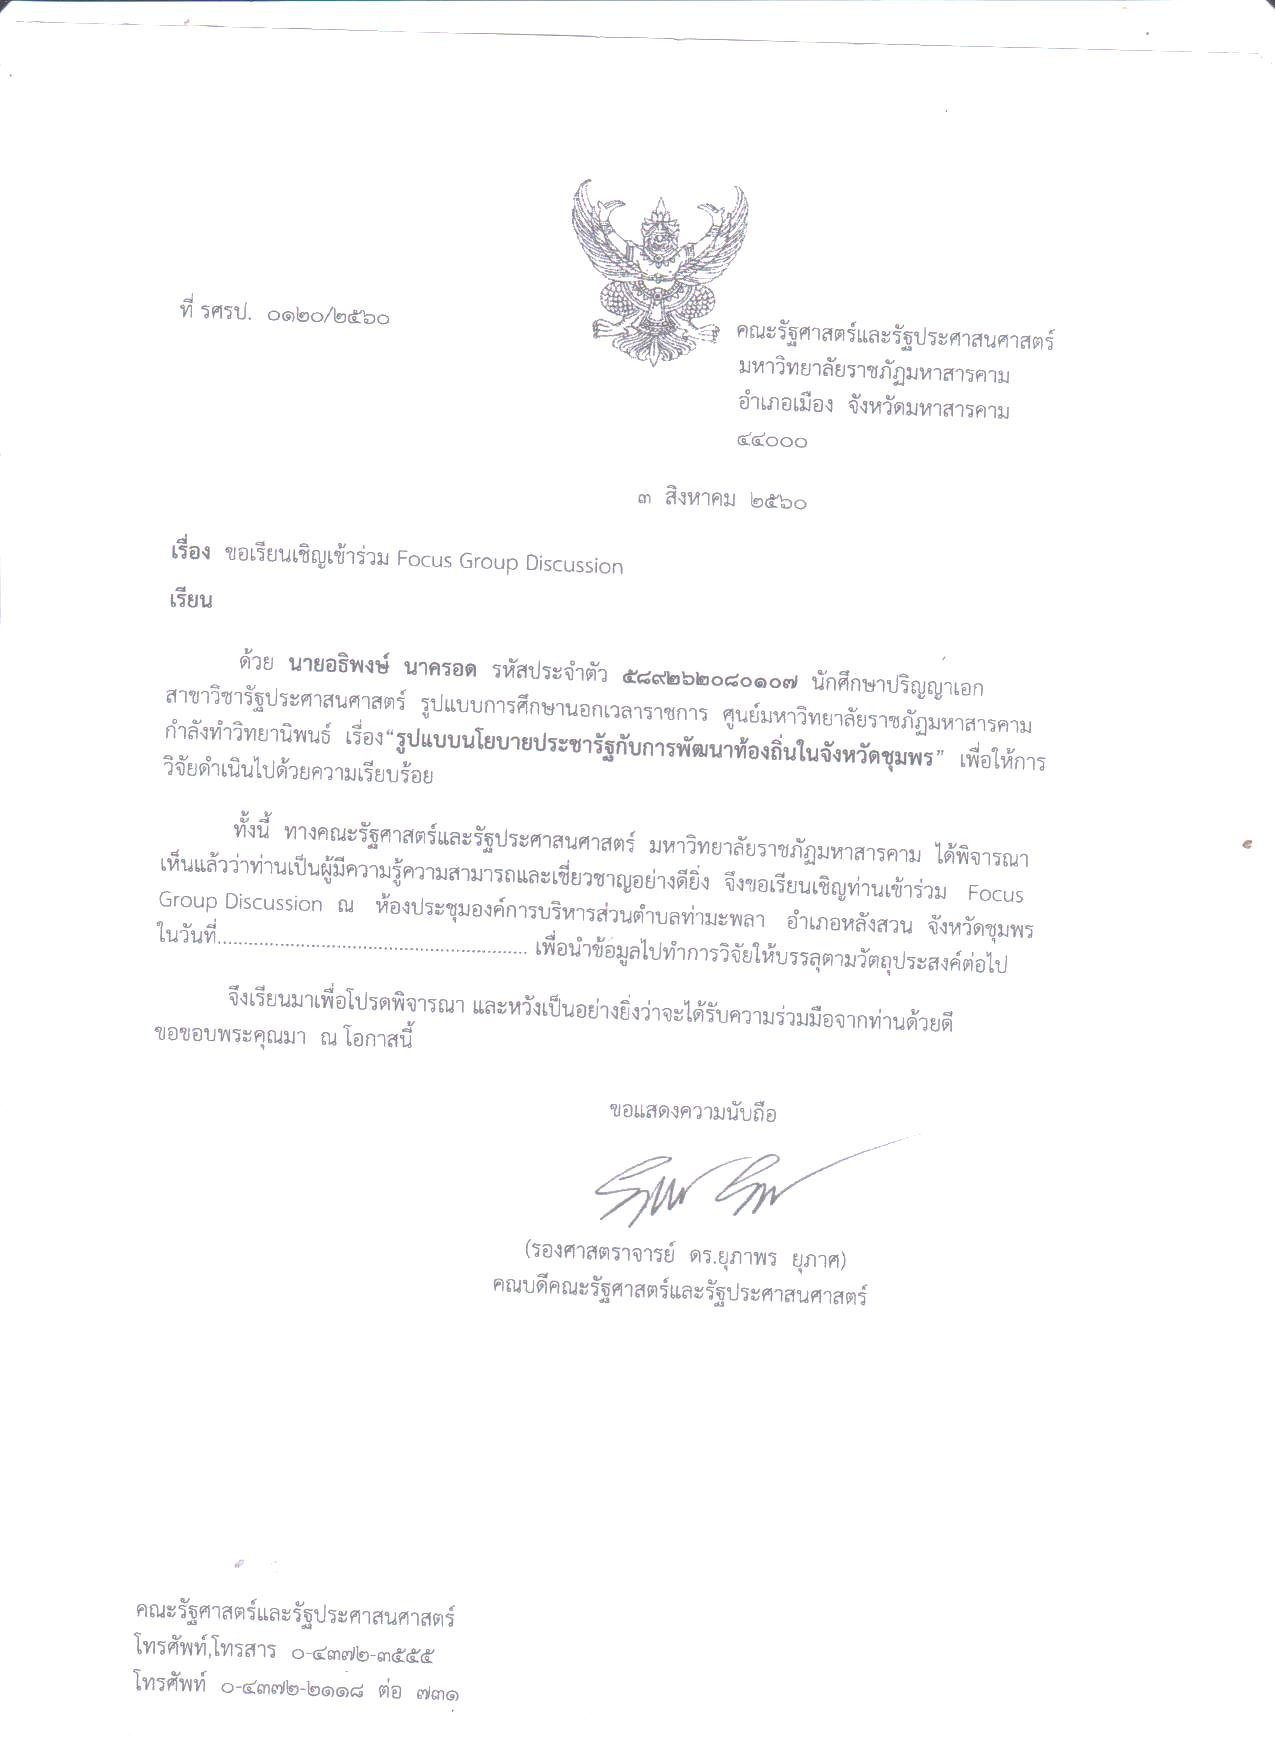 ที่ รศรป. ๐๑๒๐/๒๕๖๐
คณะรัฐศาสตร์และรัฐประศาสนศาสตร์
มหาวิทยาลัยราชภัฏมหาสารคาม
อำเภอเมือง จังหวัดมหาสารคาม
๔๔๐๐๐
๓ สิงหาคม ๒๕๖๐
เรื่อง ขอเรียนเชิญเข้าร่วม Focus Group Discussion
เรียน
ด้วย นายอธิพงษ์ นาครอด รหัสประจำตัว ๕๘๙๒๖๒๐๘๐๑๐๗ นักศึกษาปริญญาเอก
สาขาวิชารัฐประศาสนศาสตร์ รูปแบบการศึกษานอกเวลาราชการ ศูนย์มหาวิทยาลัยราชภัฏมหาสารคาม
กำลังทำวิทยานิพนธ์ เรื่อง“รูปแบบนโยบายประชารัฐกับการพัฒนาท้องถิ่นในจังหวัดชุมพร” เพื่อให้การ
วิจัยดำเนินไปด้วยความเรียบร้อย
ทั้งนี้ ทางคณะรัฐศาสตร์และรัฐประศาสนศาสตร์ มหาวิทยาลัยราชภัฏมหาสารคาม ได้พิจารณา
เห็นแล้วว่าท่านเป็นผู้มีความรู้ความสามารถและเชี่ยวชาญอย่างดียิ่ง จึงขอเรียนเชิญท่านเข้าร่วม Focus
Group Discussion ณ ห้องประชุมองค์การบริหารส่วนตำบลท่ามะพลา อำเภอหลังสวน จังหวัดชุมพร
ในวันที่............................................................ เพื่อนำข้อมูลไปทำการวิจัยให้บรรลุตามวัตถุประสงค์ต่อไป
จึงเรียนมาเพื่อโปรดพิจารณา และหวังเป็นอย่างยิ่งว่าจะได้รับความร่วมมือจากท่านด้วยดี
ขอขอบพระคุณมา ณ โอกาสนี้
ขอแสดงความนับถือ
(รองศาสตราจารย์ ดร.ยุภาพร ยุภาศ)
คณบดีคณะรัฐศาสตร์และรัฐประศาสนศาสตร์
คณะรัฐศาสตร์และรัฐประศาสนศาสตร์
โทรศัพท์,โทรสาร ๐-๔๓๗๒-๓๕๕๕
โทรศัพท์ ๐-๔๓๗๒-๒๑๑๘ ต่อ ๗๓๑